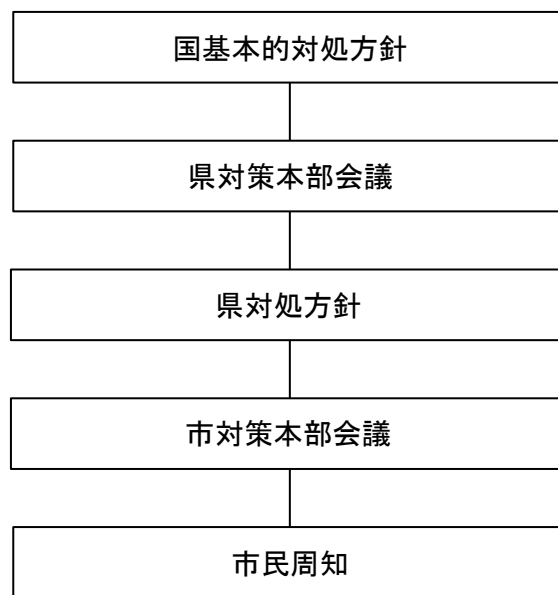 国基本的対処方針
県対策本部会議
県対処方針
市対策本部会議
市民周知